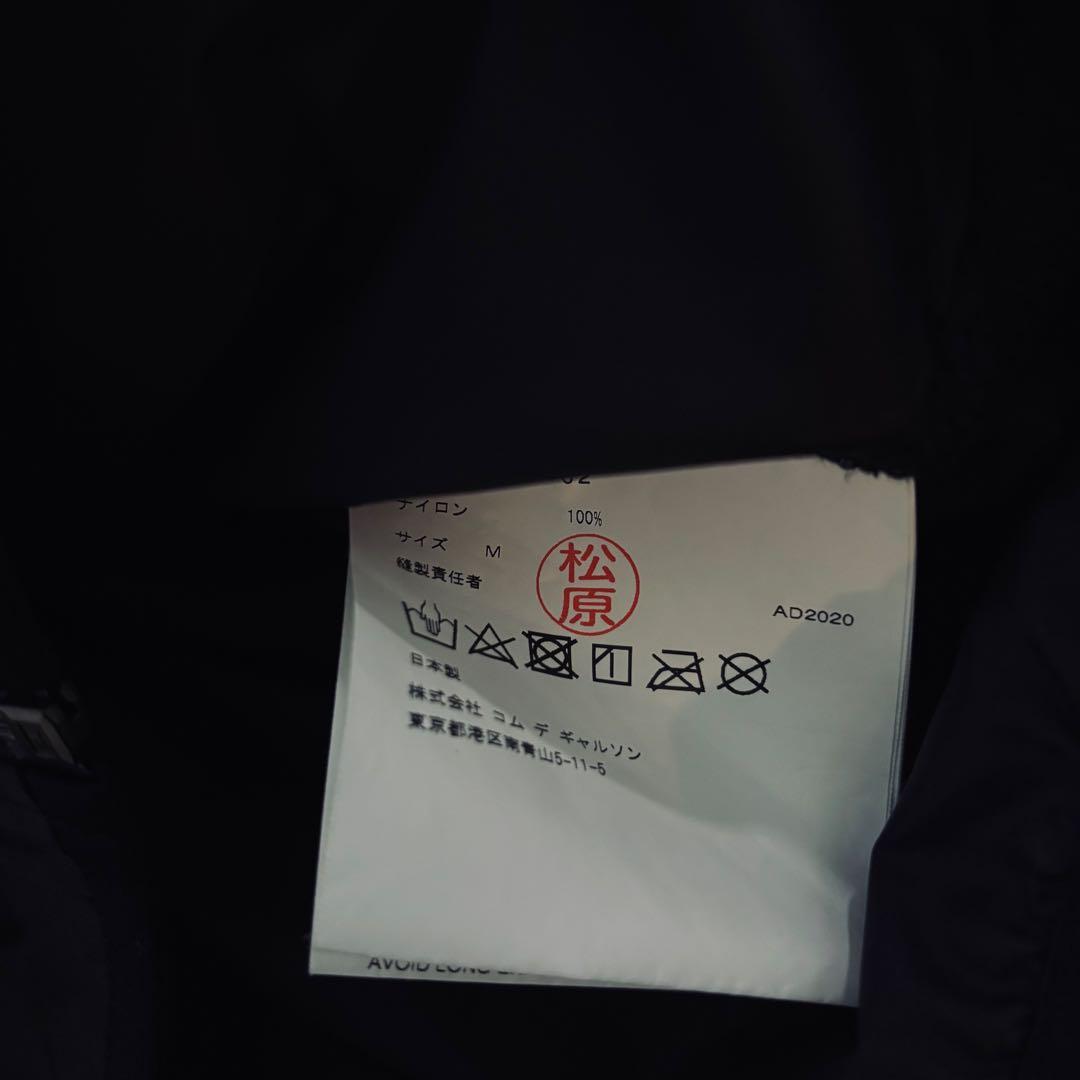 ナイロン 100%
サイズ M
縫製責任者 松原
AD2020
日本製
株式会社 コム デ ギャルソン
東京都港区南青山5-11-5
AVOID LONG